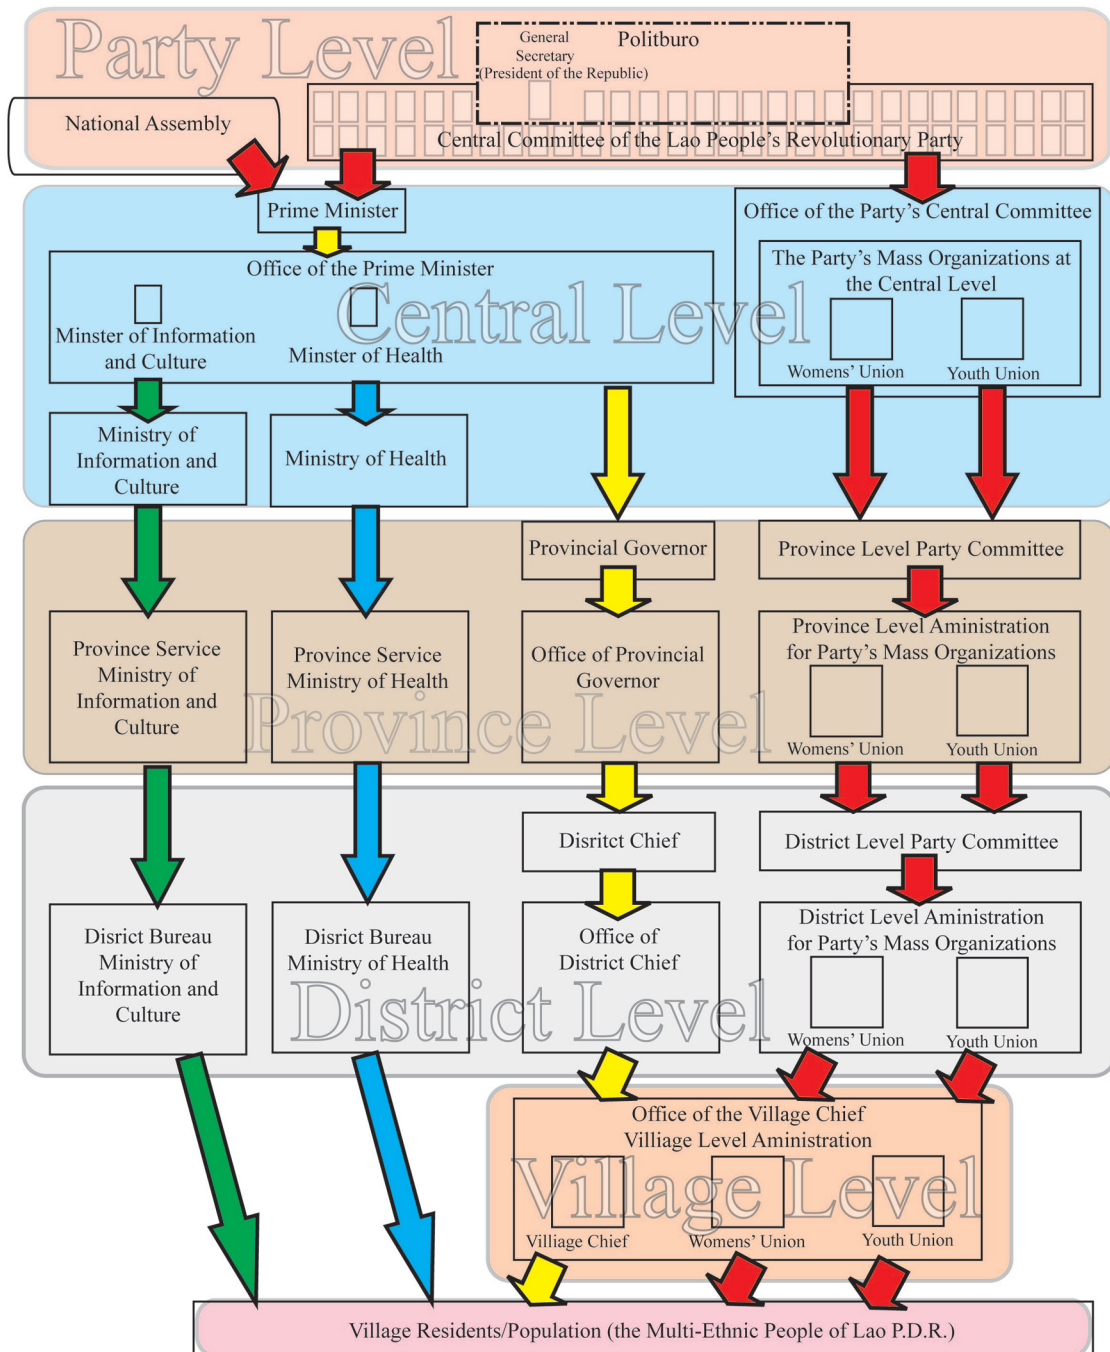 Party Level
General
Secretary
(President of the Republic)
Politburo
National Assembly
Central Committee of the Lao People's Revolutionary Party
Prime Minister
Office of the Party's Central Committee
Office of the Prime Minister
The Party's Mass Organizations at
the Central Level
Central Level
Minster of Information
and Culture
Minster of Health
Womens' Union
Youth Union
Ministry of
Information and
Culture
Ministry of Health
Provincial Governor
Province Level Party Committee
Province Service
Ministry of
Information and
Culture
Province Service
Ministry of Health
Office of Provincial
Governor
Province Level Aministration
for Party's Mass Organizations
Womens' Union
Youth Union
Province Level
Disritct Chief
District Level Party Committee
Disrict Bureau
Ministry of
Information and
Culture
Disrict Bureau
Ministry of Health
Office of
District Chief
District Level Aministration
for Party's Mass Organizations
Womens' Union
Youth Union
District Level
Office of the Village Chief
Villiage Level Aministration
Village Level
Villiage Chief
Womens' Union
Youth Union
Village Residents/Population (the Multi-Ethnic People of Lao P.D.R.)